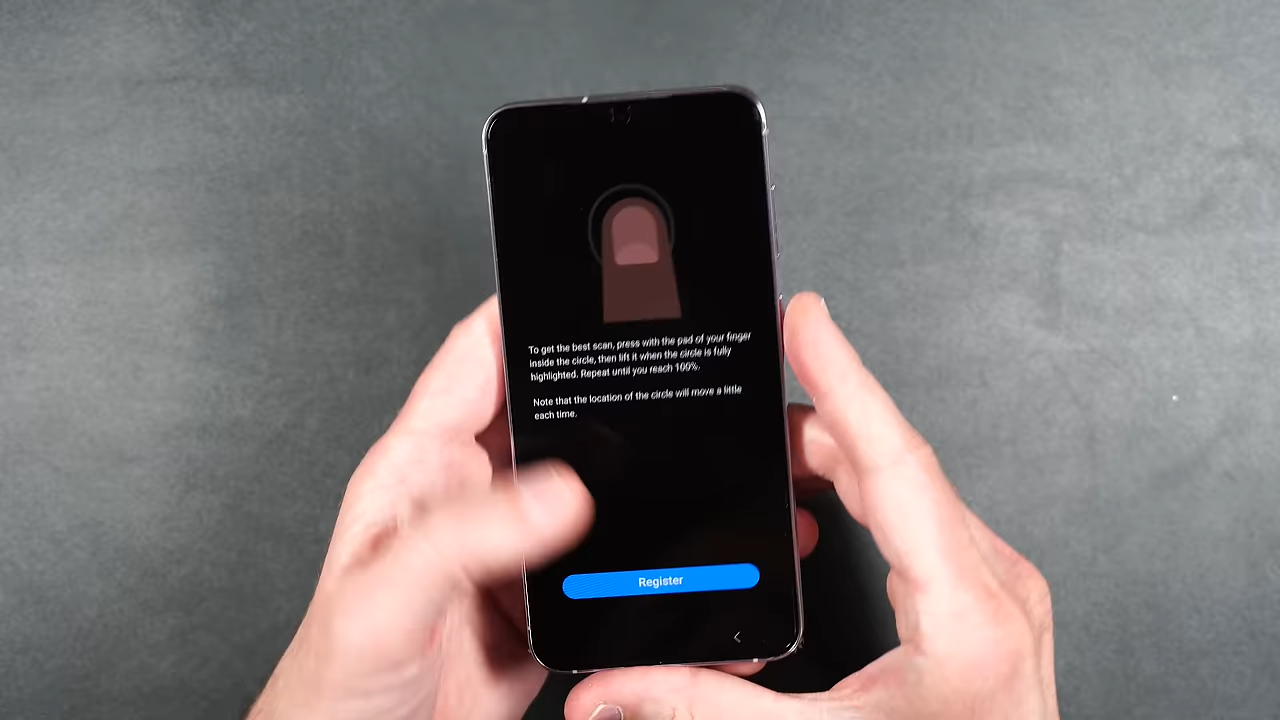 To get the best scan, press with the pad of your finger
inside the circle, then lift it when the circle is fully
highlighted. Repeat until you reach 100%.
Note that the location of the circle will move a little
each time.
Register